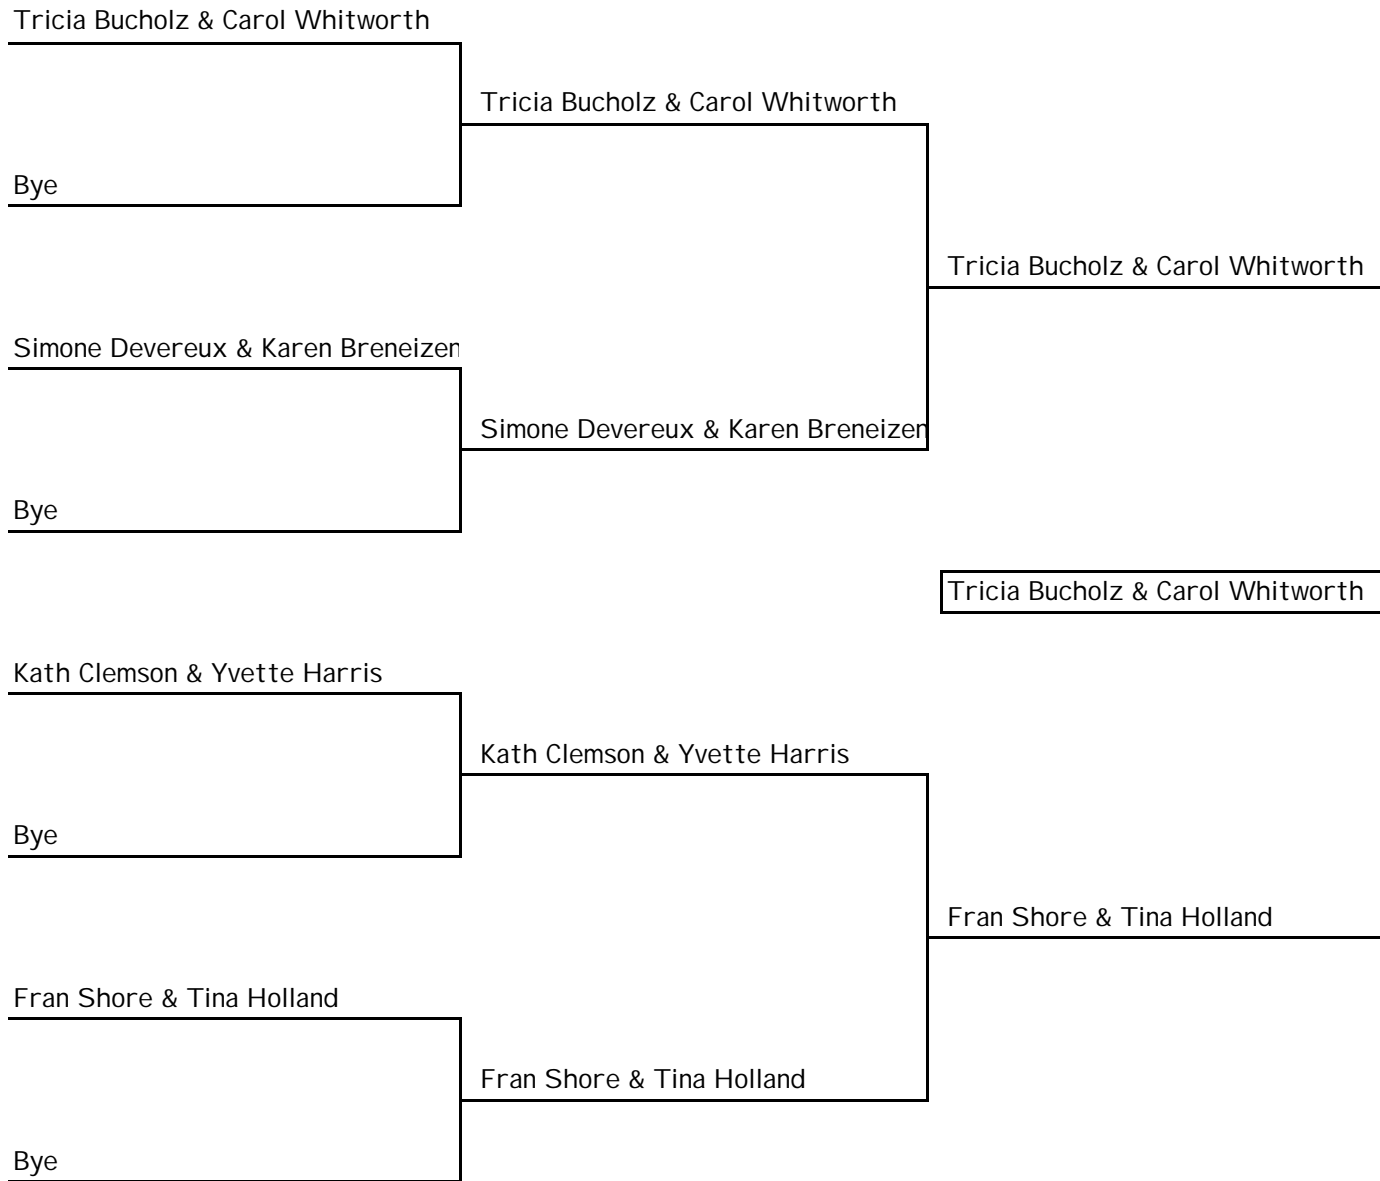 Tricia Bucholz & Carol Whitworth
Tricia Bucholz & Carol Whitworth
Bye
Tricia Bucholz & Carol Whitworth
Simone Devereux & Karen Breneizen
Simone Devereux & Karen Breneizen
Bye
Tricia Bucholz & Carol Whitworth
Kath Clemson & Yvette Harris
Kath Clemson & Yvette Harris
Bye
Fran Shore & Tina Holland
Fran Shore & Tina Holland
Fran Shore & Tina Holland
Bye